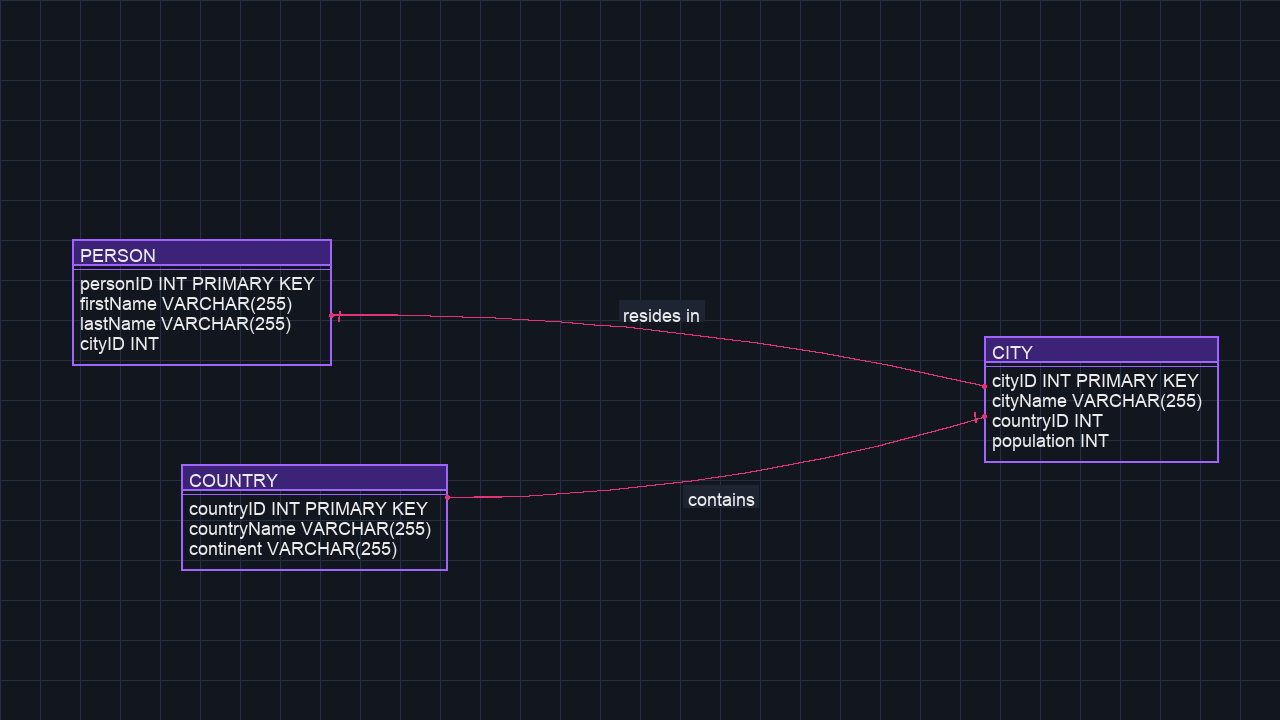 PERSON
personID INT PRIMARY KEY
firstName VARCHAR(255)
lastName VARCHAR(255)
cityID INT
resides in
CITY
cityID INT PRIMARY KEY
cityName VARCHAR(255)
countryID INT
population INT
COUNTRY
countryID INT PRIMARY KEY
countryName VARCHAR(255)
continent VARCHAR(255)
contains